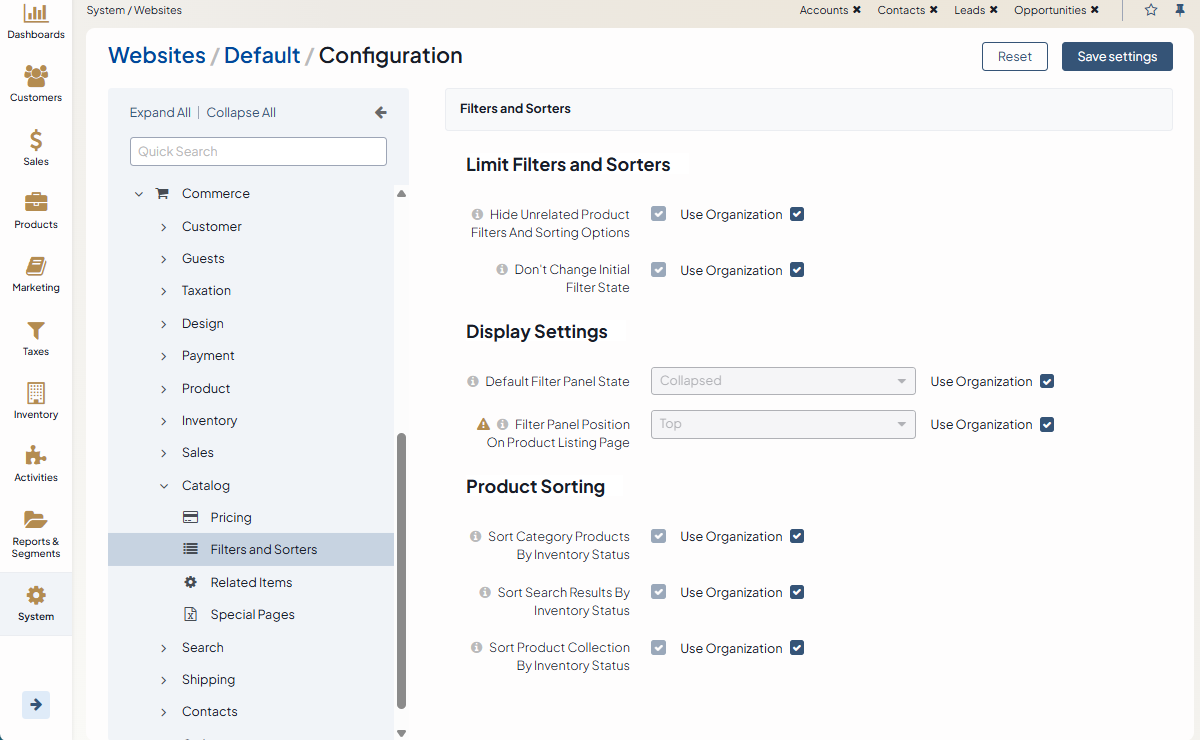 System / Websites
Accounts ✖ Contacts ✖ Leads ✖ Opportunities ✖
Dashboards
Customers
Sales
Products
Marketing
Taxes
Inventory
Activities
Reports &
Segments
System
Websites / Default / Configuration
Reset
Save settings
Expand All | Collapse All
Quick Search
Commerce
Customer
Guests
Taxation
Design
Payment
Product
Inventory
Sales
Catalog
Pricing
Filters and Sorters
Related Items
Special Pages
Search
Shipping
Contacts
Filters and Sorters
Limit Filters and Sorters
Hide Unrelated Product
Filters And Sorting Options
Use Organization
Don't Change Initial
Filter State
Use Organization
Display Settings
Default Filter Panel State
Collapsed
Use Organization
Filter Panel Position
On Product Listing Page
Top
Use Organization
Product Sorting
Sort Category Products
By Inventory Status
Use Organization
Sort Search Results By
Inventory Status
Use Organization
Sort Product Collection
By Inventory Status
Use Organization